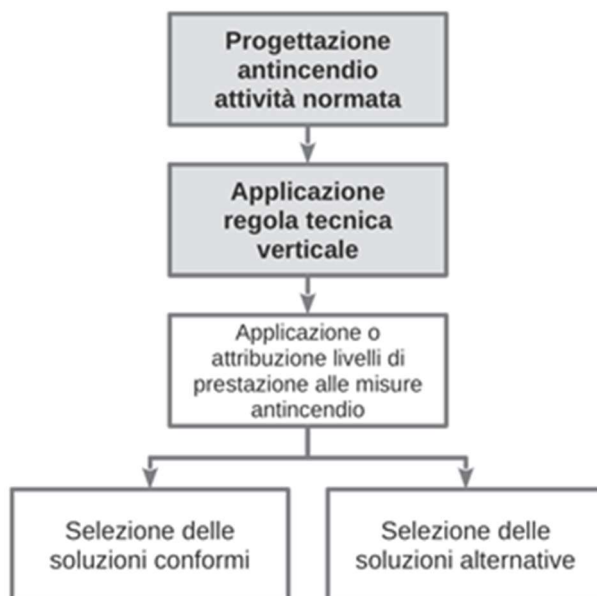 Progettazione
antincendio
attività normata
Applicazione
regola tecnica
verticale
Applicazione o
attribuzione livelli di
prestazione alle misure
antincendio
Selezione delle
soluzioni conformi
Selezione delle
soluzioni alternative